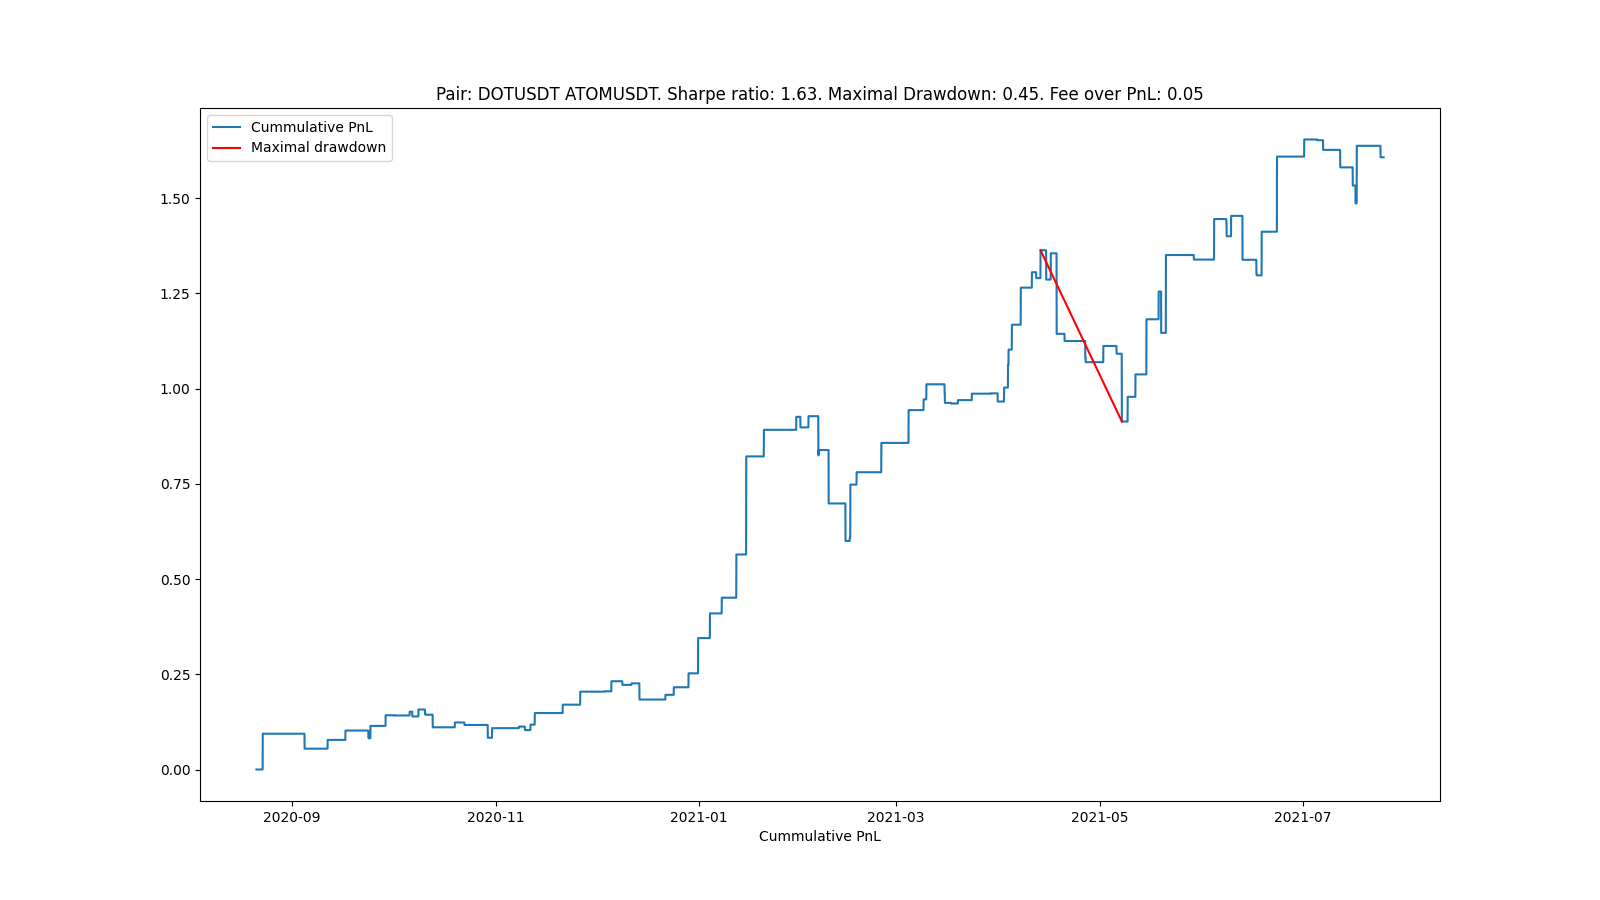 Pair: DOTUSDT ATOMUSDT. Sharpe ratio: 1.63. Maximal Drawdown: 0.45. Fee over PnL: 0.05
Cummulative PnL
Maximal drawdown
1.50
1.25
1.00
0.75
0.50
0.25
0.00
2020-09 2020-11 2021-01 2021-03 2021-05 2021-07
Cummulative PnL